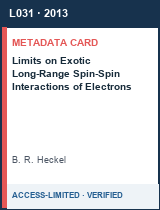 L031 · 2013
METADATA CARD
Limits on Exotic
Long-Range Spin-Spin
Interactions of Electrons
B. R. Heckel
ACCESS-LIMITED · VERIFIED